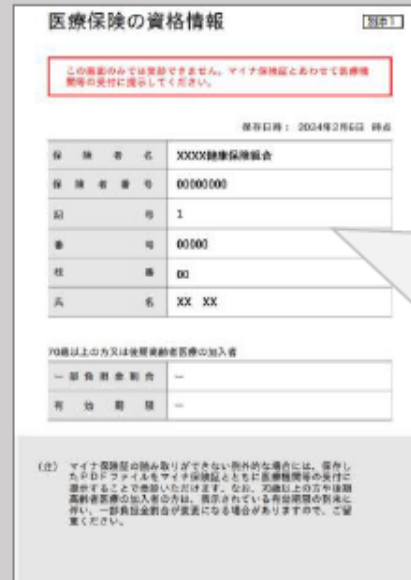 医療保険の資格情報
別添1
この画面のみでは受診できません。マイナ保険証とあわせて医療機
関等の受付に提示してください。
保存日時： 2024年2月6日 時点
保険者名 XXXX健康保険組合
保険者番号 00000000
記号 1
番号 00000
枝番 00
氏名 XX XX
70歳以上の方又は後期高齢者医療の加入者
一部負担金割合 －
有効期限 －
（注） マイナ保険証の読み取りができない例外的な場合には、保存し
たPDFファイルをマイナ保険証とともに医療機関等の受付に
提示することで受診いただけます。なお、70歳以上の方や後期
高齢者医療の加入者の方は、表示されている有効期限の到来に
伴い、一部負担金割合が変更になる場合がありますので、ご留
意ください。